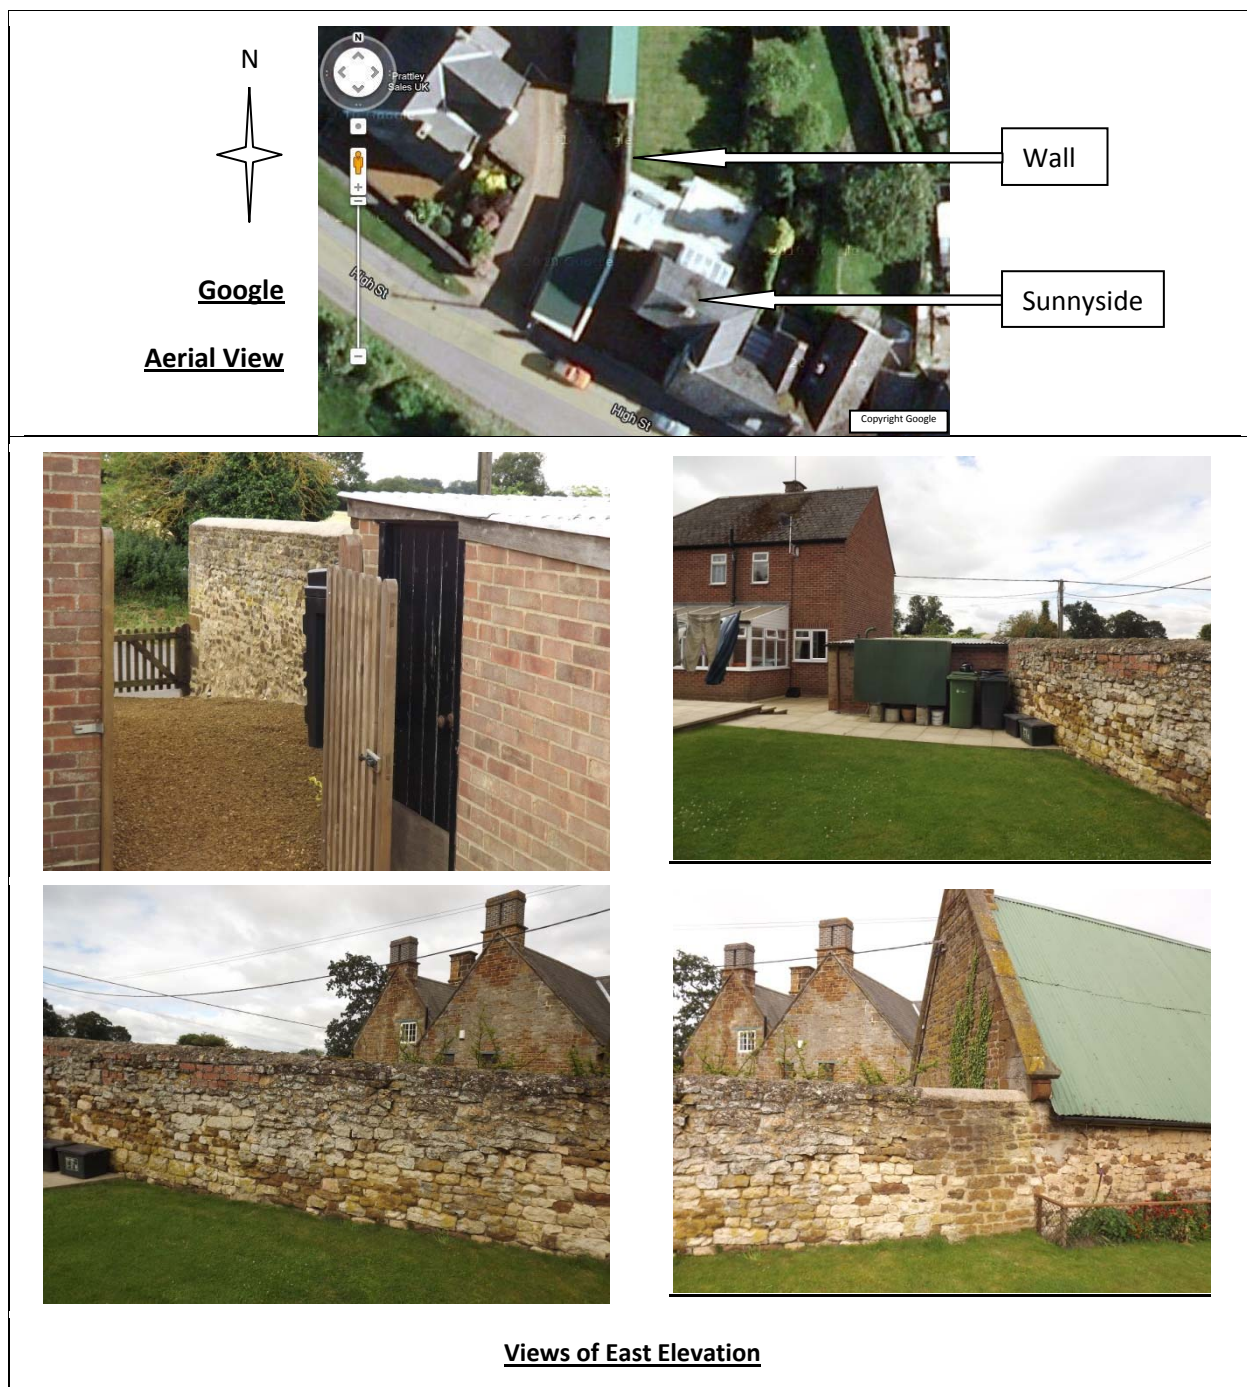 N
N
Prattley
Sales UK
Wall
High St
Google
Sunnyside
Aerial View
High St
Copyright Google
Views of East Elevation